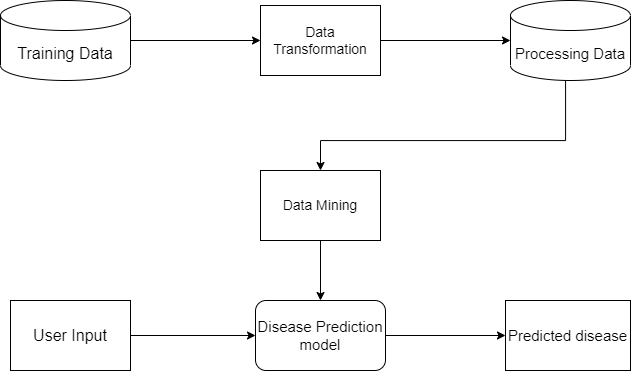 Training Data
Data
Transformation
Processing Data
Data Mining
User Input
Disease Prediction
model
Predicted disease